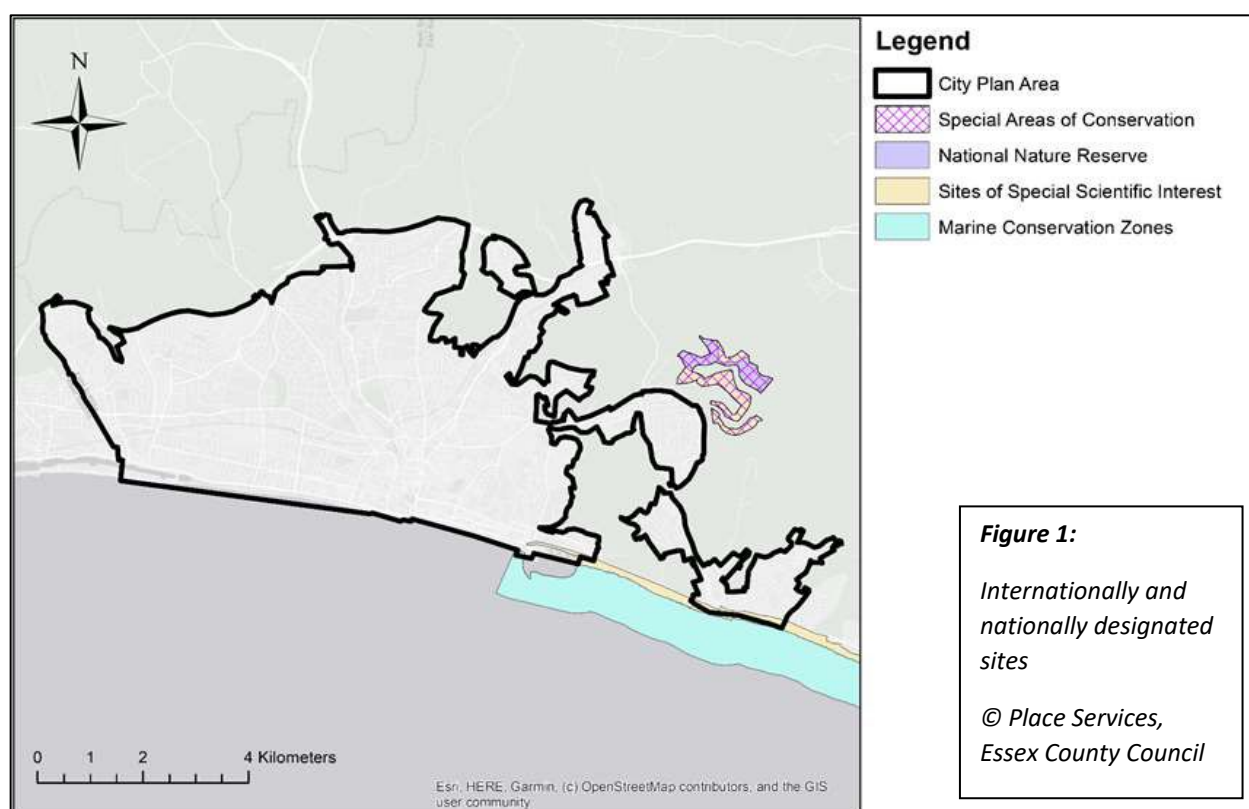 N
0 1 2 4 Kilometers
Esri, HERE, Garmin, (c) OpenStreetMap contributors, and the GIS
user community
Legend
City Plan Area
Special Areas of Conservation
National Nature Reserve
Sites of Special Scientific Interest
Marine Conservation Zones
Figure 1:
Internationally and
nationally designated
sites
© Place Services,
Essex County Council